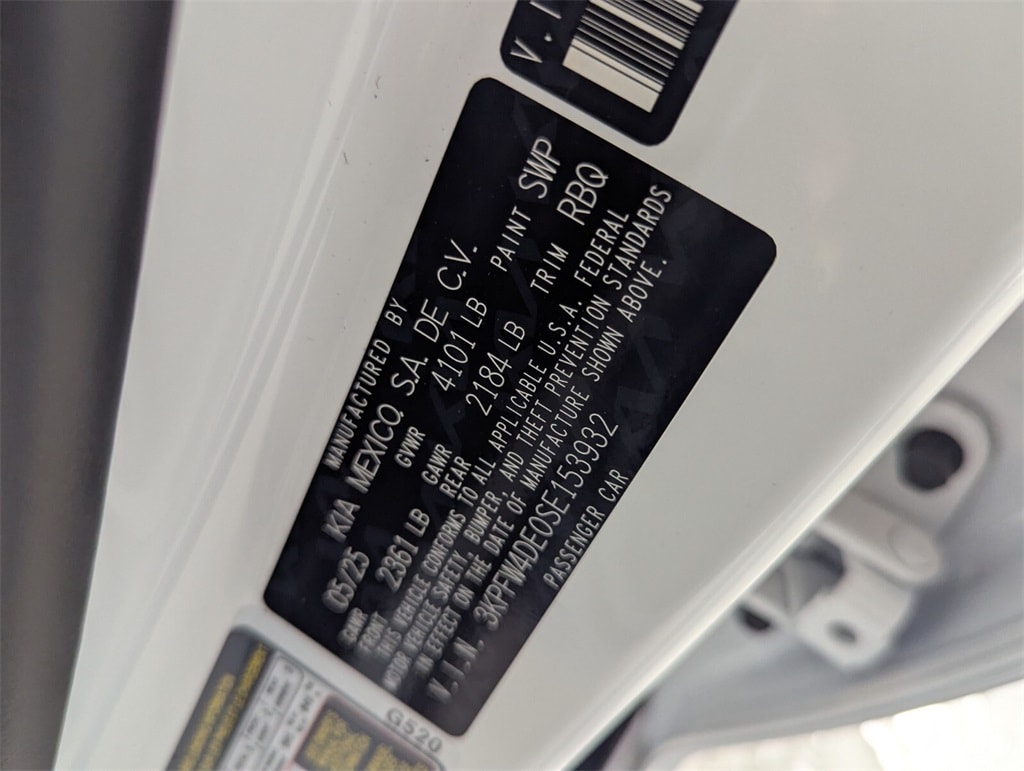 V.I
MANUFACTURED BY
05/25 KIA MEXICO, S.A. DE C.V.
GVWR 4101 LB PAINT SWP
GAWR FRONT 2361 LB GAWR REAR 2184 LB TRIM RBQ
THIS VEHICLE CONFORMS TO ALL APPLICABLE U.S.A. FEDERAL
MOTOR VEHICLE SAFETY, BUMPER, AND THEFT PREVENTION STANDARDS
IN EFFECT ON THE DATE OF MANUFACTURE SHOWN ABOVE.
V.I.N. 3KPFW4DE0SE153932
PASSENGER CAR
G520